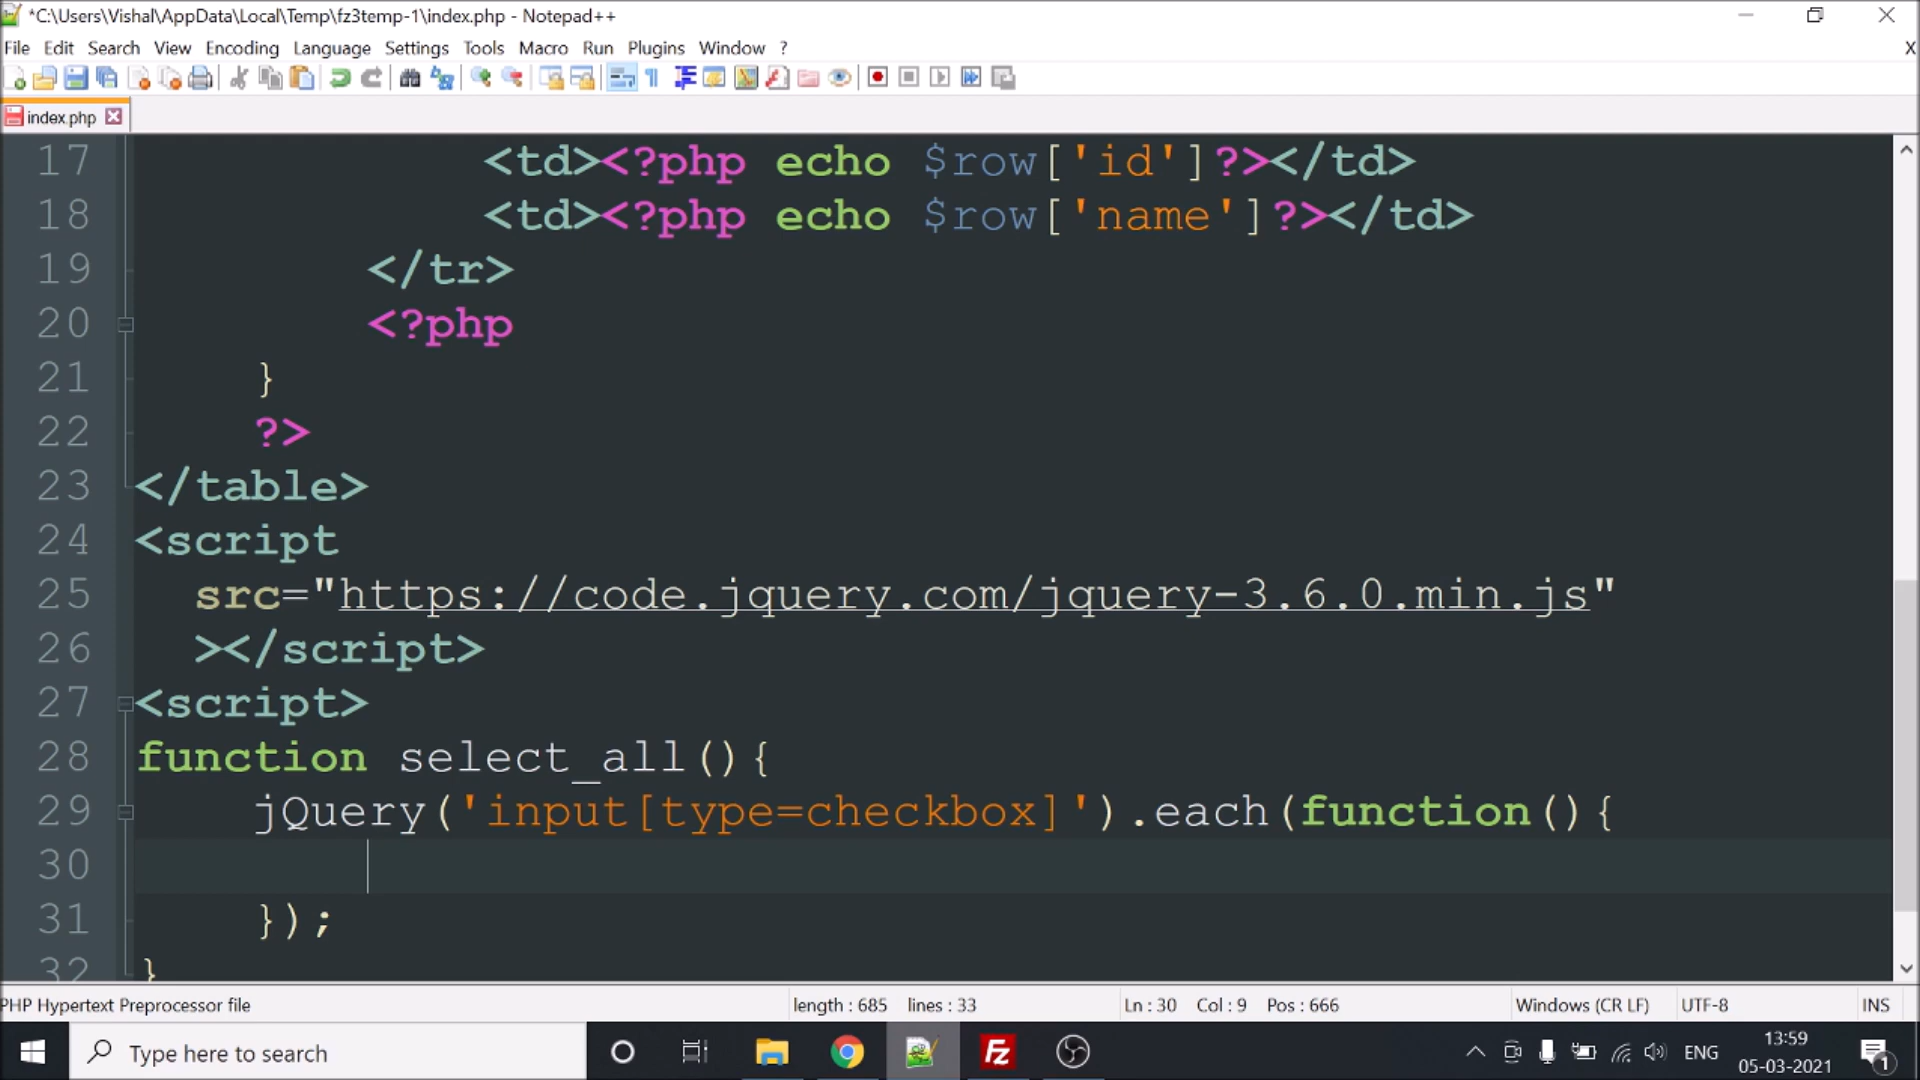 *C:\Users\Vishal\AppData\Local\Temp\fz3temp-1\index.php - Notepad++
File Edit Search View Encoding Language Settings Tools Macro Run Plugins Window ? X
index.php
17 <td><?php echo $row['id']?></td>
18 <td><?php echo $row['name']?></td>
19 </tr>
20 <?php
21 }
22 ?>
23 </table>
24 <script
25 src="https://code.jquery.com/jquery-3.6.0.min.js"
26 ></script>
27 <script>
28 function select_all(){
29 jQuery('input[type=checkbox]').each(function(){
30
31 });
32 }
PHP Hypertext Preprocessor file length : 685 lines : 33 Ln : 30 Col : 9 Pos : 666 Windows (CR LF) UTF-8 INS
Type here to search
Fz
ENG
13:59
05-03-2021
1